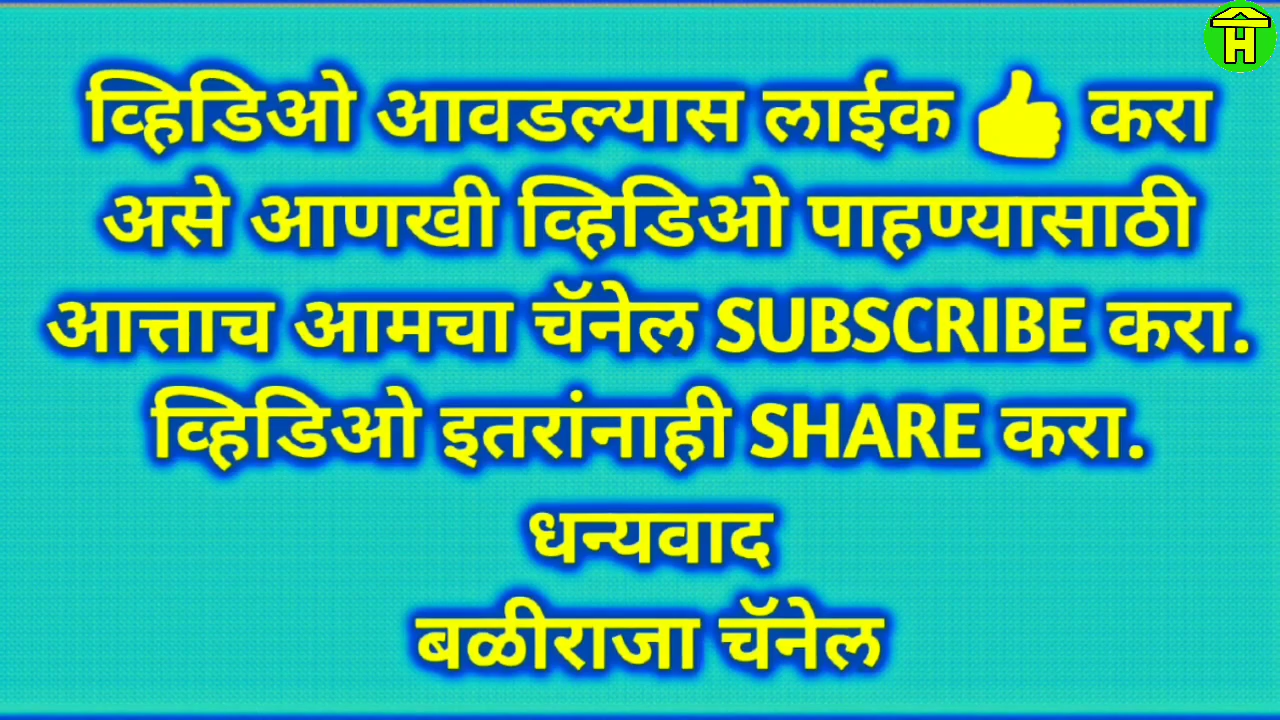 व्हिडिओ आवडल्यास लाईक 👍 करा
असे आणखी व्हिडिओ पाहण्यासाठी
आत्ताच आमचा चॅनेल SUBSCRIBE करा.
व्हिडिओ इतरांनाही SHARE करा.
धन्यवाद
बळीराजा चॅनेल
H